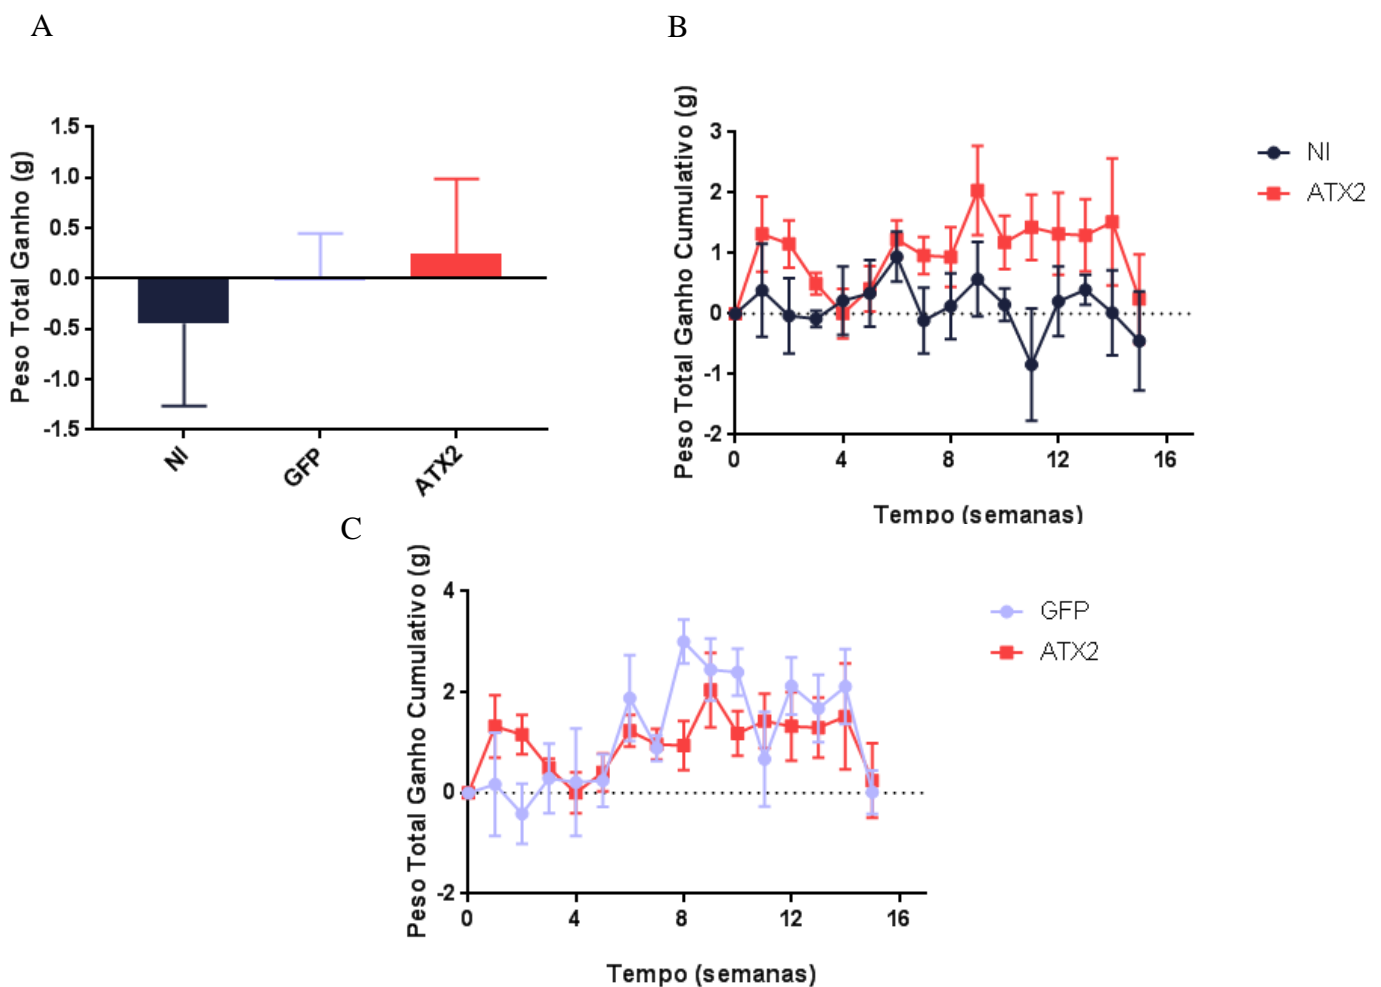 A
Peso Total Ganho (g)
1.5
1.0
0.5
0.0
-0.5
-1.0
-1.5
NI
GFP
ATX2
B
Peso Total Ganho Cumulativo (g)
3
2
1
0
-1
-2
0 4 8 12 16
Tempo (semanas)
NI
ATX2
C
Peso Total Ganho Cumulativo (g)
4
2
0
-2
0 4 8 12 16
Tempo (semanas)
GFP
ATX2